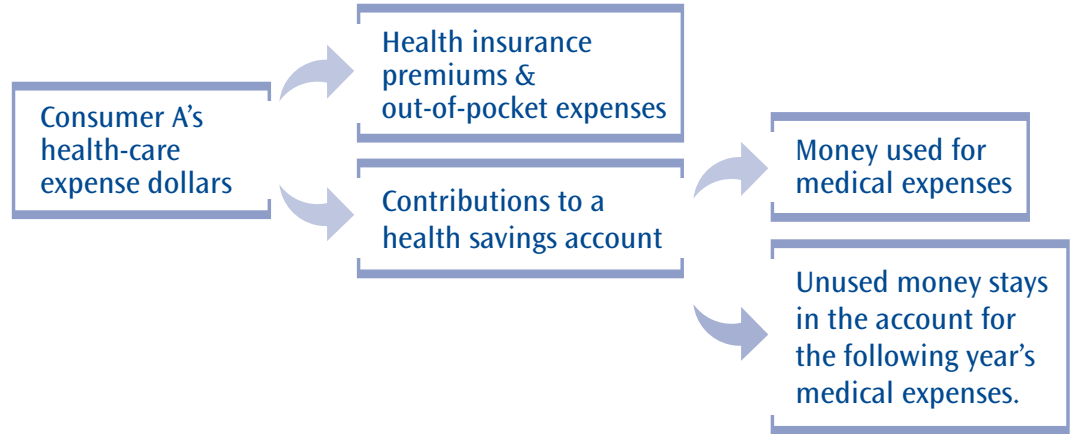 Consumer A’s
health-care
expense dollars
Health insurance
premiums &
out-of-pocket expenses
Contributions to a
health savings account
Money used for
medical expenses
Unused money stays
in the account for
the following year’s
medical expenses.